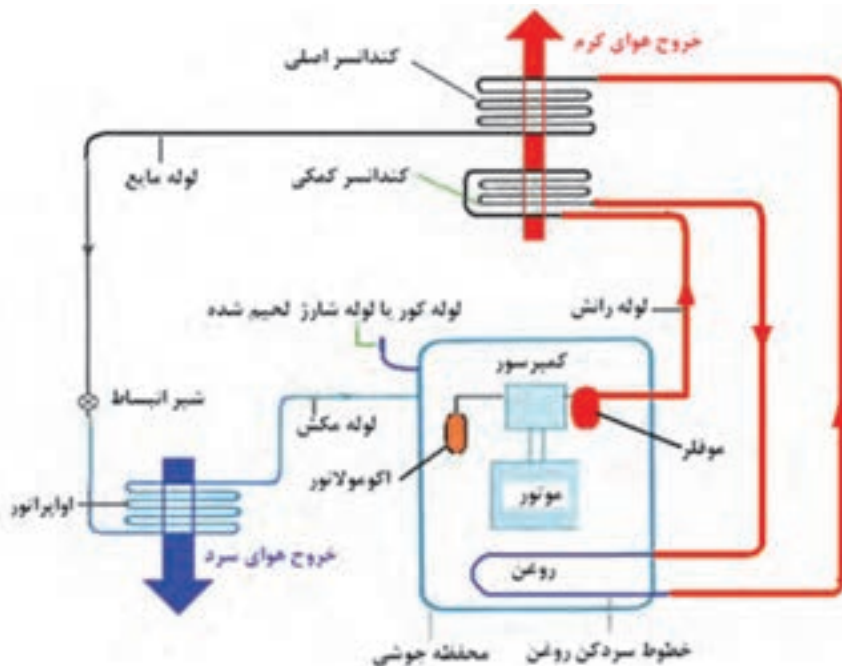 خروج هوای گرم
کندانسر اصلی
لوله مایع
کندانسر کمکی
لوله رانش
لوله کور یا لوله شارژ لحیم شده
کمپرسور
شیر انبساط
لوله مکش
موفلر
اکومولاتور
موتور
اواپراتور
خروج هوای سرد
روغن
محفظه جوشی
خطوط سردکن روغن